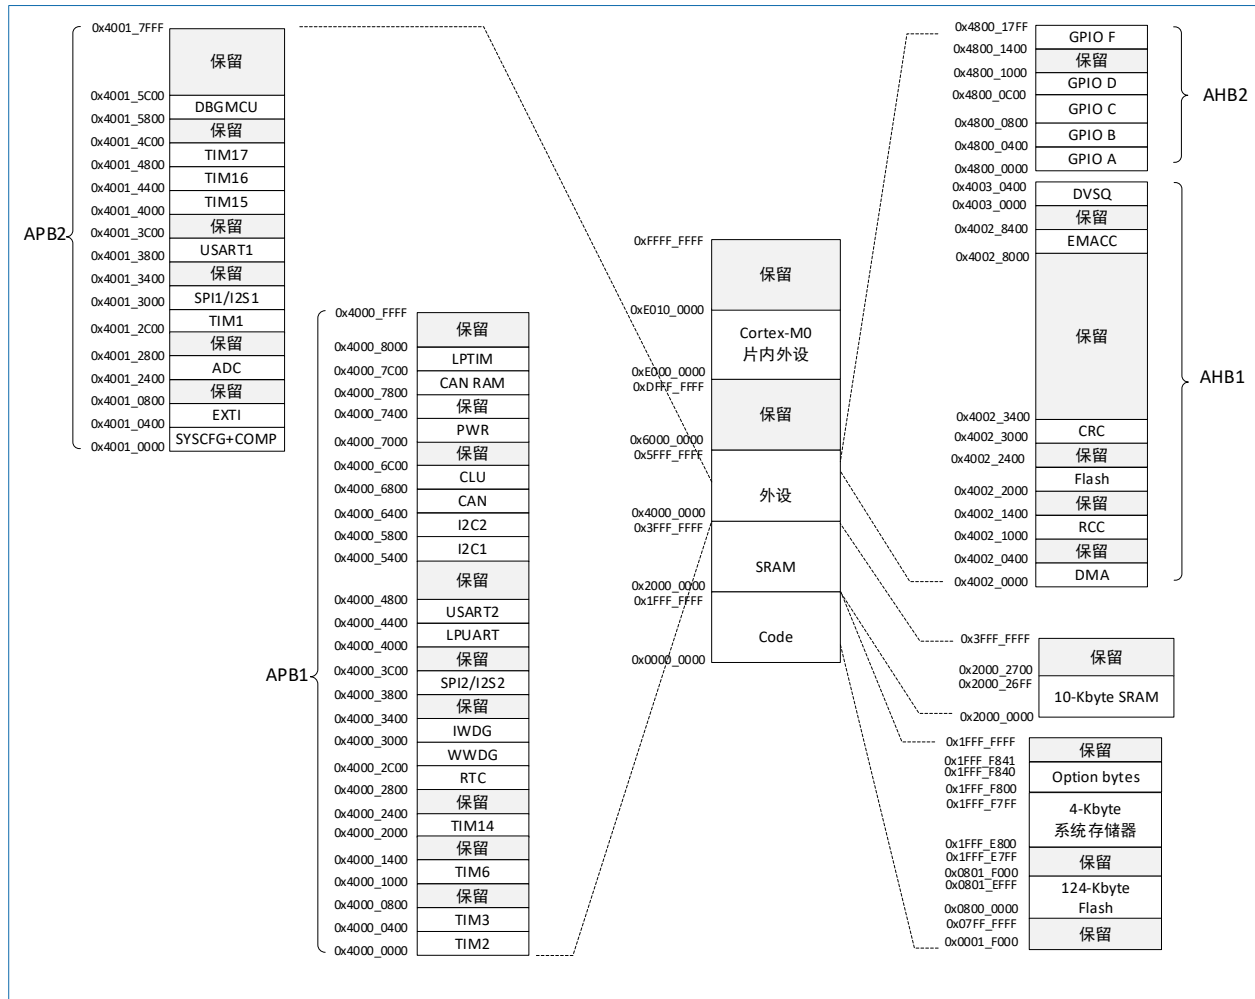 APB2
0x4001_7FFF
保留
0x4001_5C00
DBGMCU
0x4001_5800
保留
0x4001_4C00
TIM17
0x4001_4800
TIM16
0x4001_4400
TIM15
0x4001_4000
保留
0x4001_3C00
USART1
0x4001_3800
保留
0x4001_3400
SPI1/I2S1
0x4001_3000
TIM1
0x4001_2C00
保留
0x4001_2800
ADC
0x4001_2400
保留
0x4001_0800
EXTI
0x4001_0400
SYSCFG+COMP
0x4001_0000
APB1
0x4000_FFFF
保留
0x4000_8000
LPTIM
0x4000_7C00
CAN RAM
0x4000_7800
保留
0x4000_7400
PWR
0x4000_7000
保留
0x4000_6C00
CLU
0x4000_6800
CAN
0x4000_6400
I2C2
0x4000_5800
I2C1
0x4000_5400
保留
0x4000_4800
USART2
0x4000_4400
LPUART
0x4000_4000
保留
0x4000_3C00
SPI2/I2S2
0x4000_3800
保留
0x4000_3400
IWDG
0x4000_3000
WWDG
0x4000_2C00
RTC
0x4000_2800
保留
0x4000_2400
TIM14
0x4000_2000
保留
0x4000_1400
TIM6
0x4000_1000
保留
0x4000_0800
TIM3
0x4000_0400
TIM2
0x4000_0000
0xFFFF_FFFF
保留
0xE010_0000
Cortex-M0
片内外设
0xE000_0000
0xDFFF_FFFF
保留
0x6000_0000
0x5FFF_FFFF
外设
0x4000_0000
0x3FFF_FFFF
SRAM
0x2000_0000
0x1FFF_FFFF
Code
0x0000_0000
0x4800_17FF
GPIO F
0x4800_1400
保留
0x4800_1000
GPIO D
0x4800_0C00
GPIO C
0x4800_0800
GPIO B
0x4800_0400
GPIO A
0x4800_0000
AHB2
0x4003_0400
DVSQ
0x4003_0000
保留
0x4002_8400
EMACC
0x4002_8000
保留
0x4002_3400
CRC
0x4002_3000
保留
0x4002_2400
Flash
0x4002_2000
保留
0x4002_1400
RCC
0x4002_1000
保留
0x4002_0400
DMA
0x4002_0000
AHB1
0x3FFF_FFFF
保留
0x2000_2700
0x2000_26FF
10-Kbyte SRAM
0x2000_0000
0x1FFF_FFFF
保留
0x1FFF_F841
0x1FFF_F840
Option bytes
0x1FFF_F800
0x1FFF_F7FF
4-Kbyte
系统存储器
0x1FFF_E800
0x1FFF_E7FF
保留
0x0801_F000
0x0801_EFFF
124-Kbyte
Flash
0x0800_0000
0x07FF_FFFF
保留
0x0001_F000